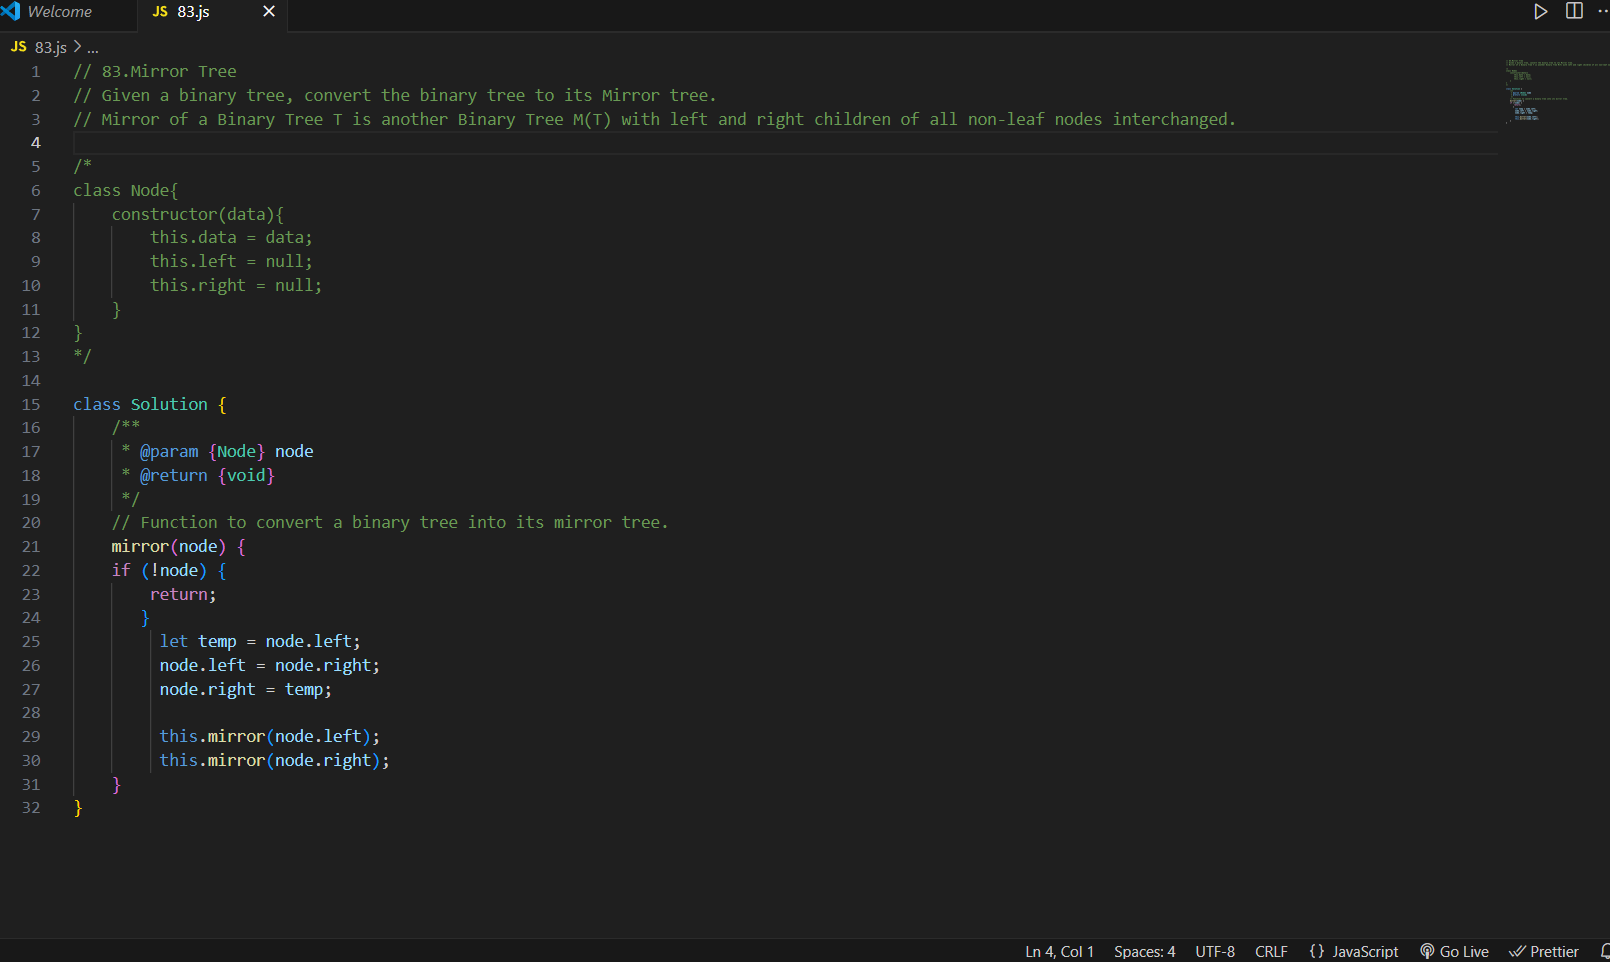 Welcome
JS 83.js
JS 83.js > ...
1 // 83.Mirror Tree
2 // Given a binary tree, convert the binary tree to its Mirror tree.
3 // Mirror of a Binary Tree T is another Binary Tree M(T) with left and right children of all non-leaf nodes interchanged.
4
5 /*
6 class Node{
7     constructor(data){
8         this.data = data;
9         this.left = null;
10         this.right = null;
11     }
12 }
13 */
14
15 class Solution {
16     /**
17      * @param {Node} node
18      * @return {void}
19      */
20     // Function to convert a binary tree into its mirror tree.
21     mirror(node) {
22     if (!node) {
23         return;
24        }
25          let temp = node.left;
26          node.left = node.right;
27          node.right = temp;
28
29          this.mirror(node.left);
30          this.mirror(node.right);
31     }
32 }
Ln 4, Col 1 Spaces: 4 UTF-8 CRLF {} JavaScript Go Live Prettier